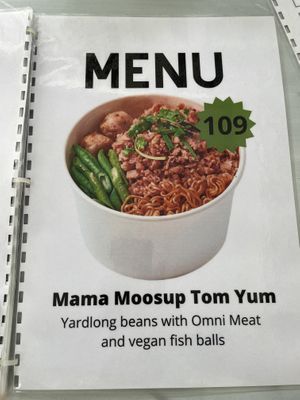 MENU
109
Mama Moosup Tom Yum
Yardlong beans with Omni Meat
and vegan fish balls